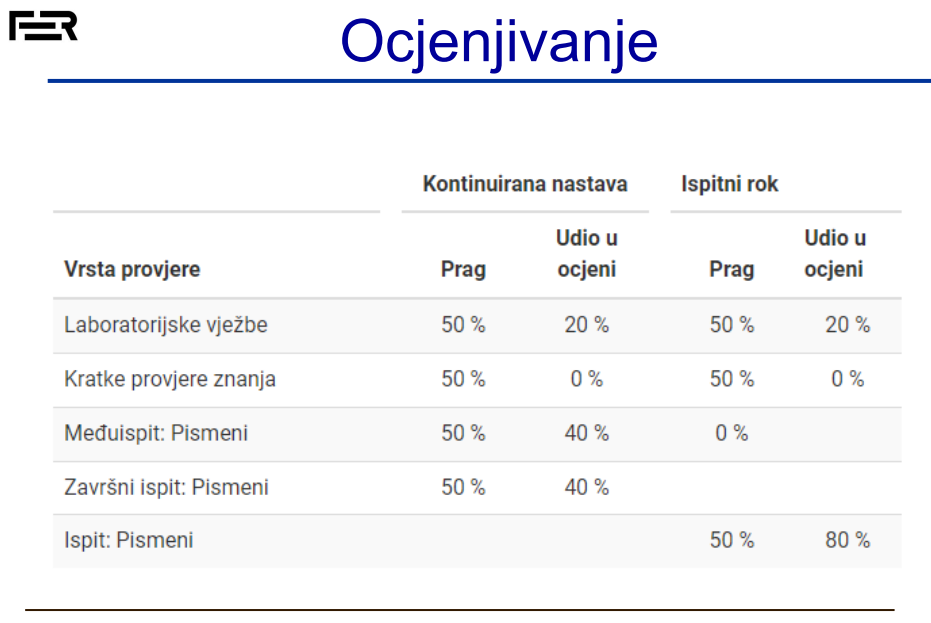 FER
Ocjenjivanje
Kontinuirana nastava Ispitni rok
Udio u Udio u
Vrsta provjere Prag ocjeni Prag ocjeni
Laboratorijske vježbe 50 % 20 % 50 % 20 %
Kratke provjere znanja 50 % 0 % 50 % 0 %
Međuispit: Pismeni 50 % 40 % 0 %
Završni ispit: Pismeni 50 % 40 %
Ispit: Pismeni 50 % 80 %